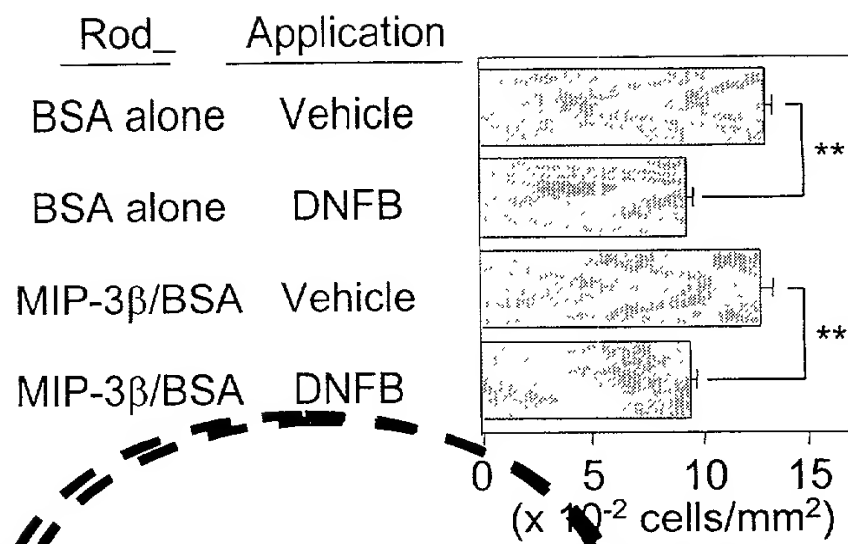 Rod_ Application
BSA alone Vehicle
**
BSA alone DNFB
MIP-3β/BSA Vehicle
**
MIP-3β/BSA DNFB
0 5 10 15
(x 10-2 cells/mm2)